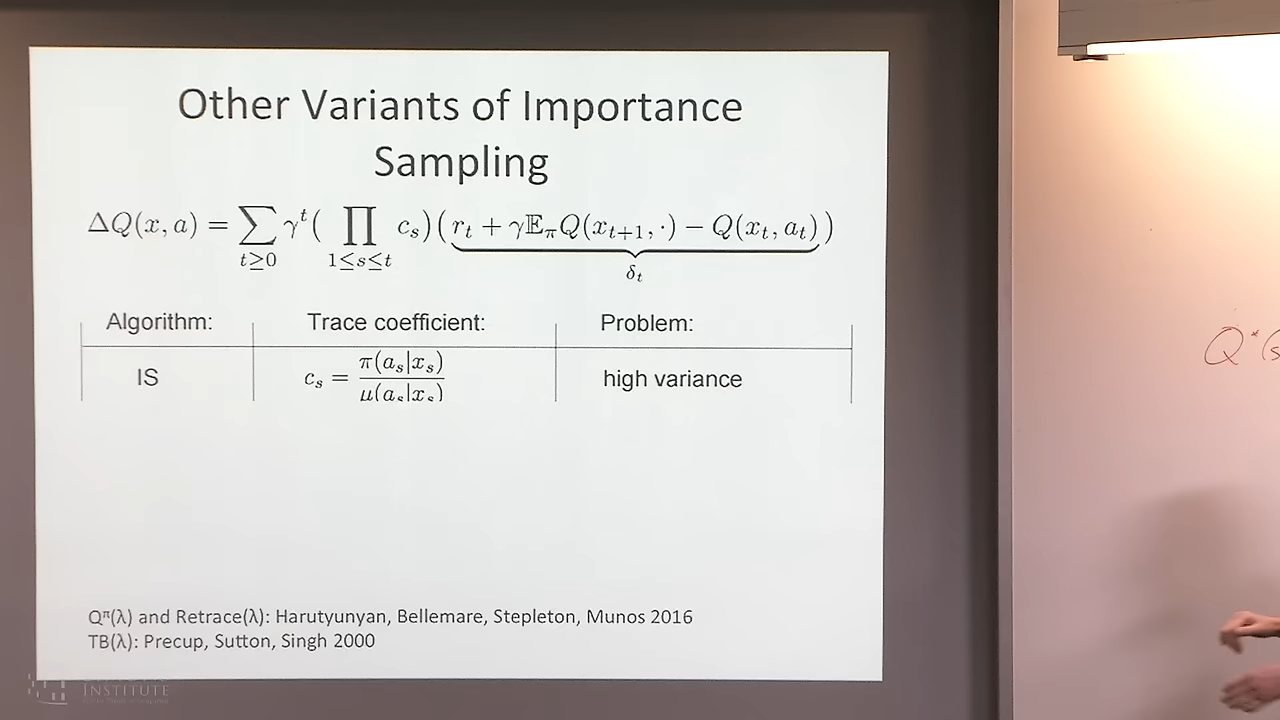 Other Variants of Importance
Sampling
ΔQ(x, a) = ∑_{t≥0} γ^t ( ∏_{1≤s≤t} c_s)( r_t + γ𝔼_π Q(x_{t+1}, ·) − Q(x_t, a_t) )
δ_t
Algorithm: Trace coefficient: Problem:
IS c_s = π(a_s|x_s) / μ(a_s|x_s) high variance
Q^π(λ) and Retrace(λ): Harutyunyan, Bellemare, Stepleton, Munos 2016
TB(λ): Precup, Sutton, Singh 2000
Q*(s
INSTITUTE